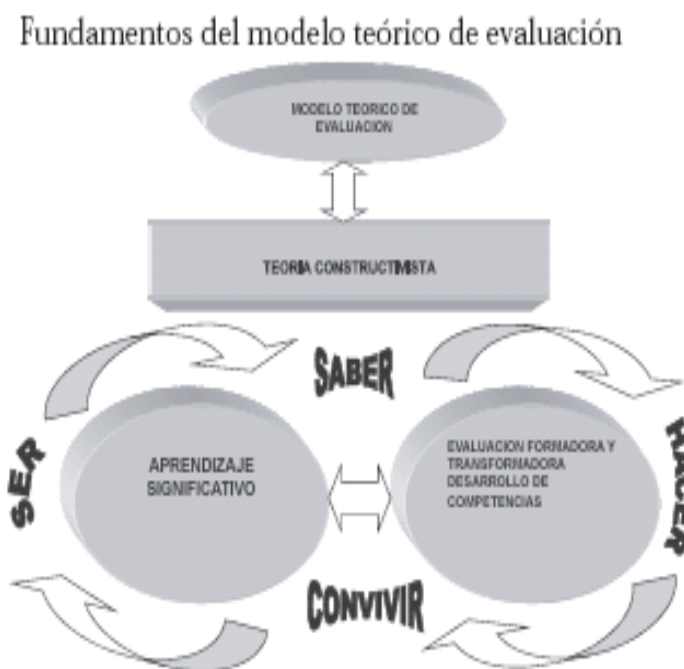 Fundamentos del modelo teórico de evaluación
MODELO TEORICO DE
EVALUACION
TEORIA CONSTRUCTIVISTA
SABER
SER
HACER
APRENDIZAJE
SIGNIFICATIVO
EVALUACION FORMADORA Y
TRANSFORMADORA
DESARROLLO DE
COMPETENCIAS
CONVIVIR